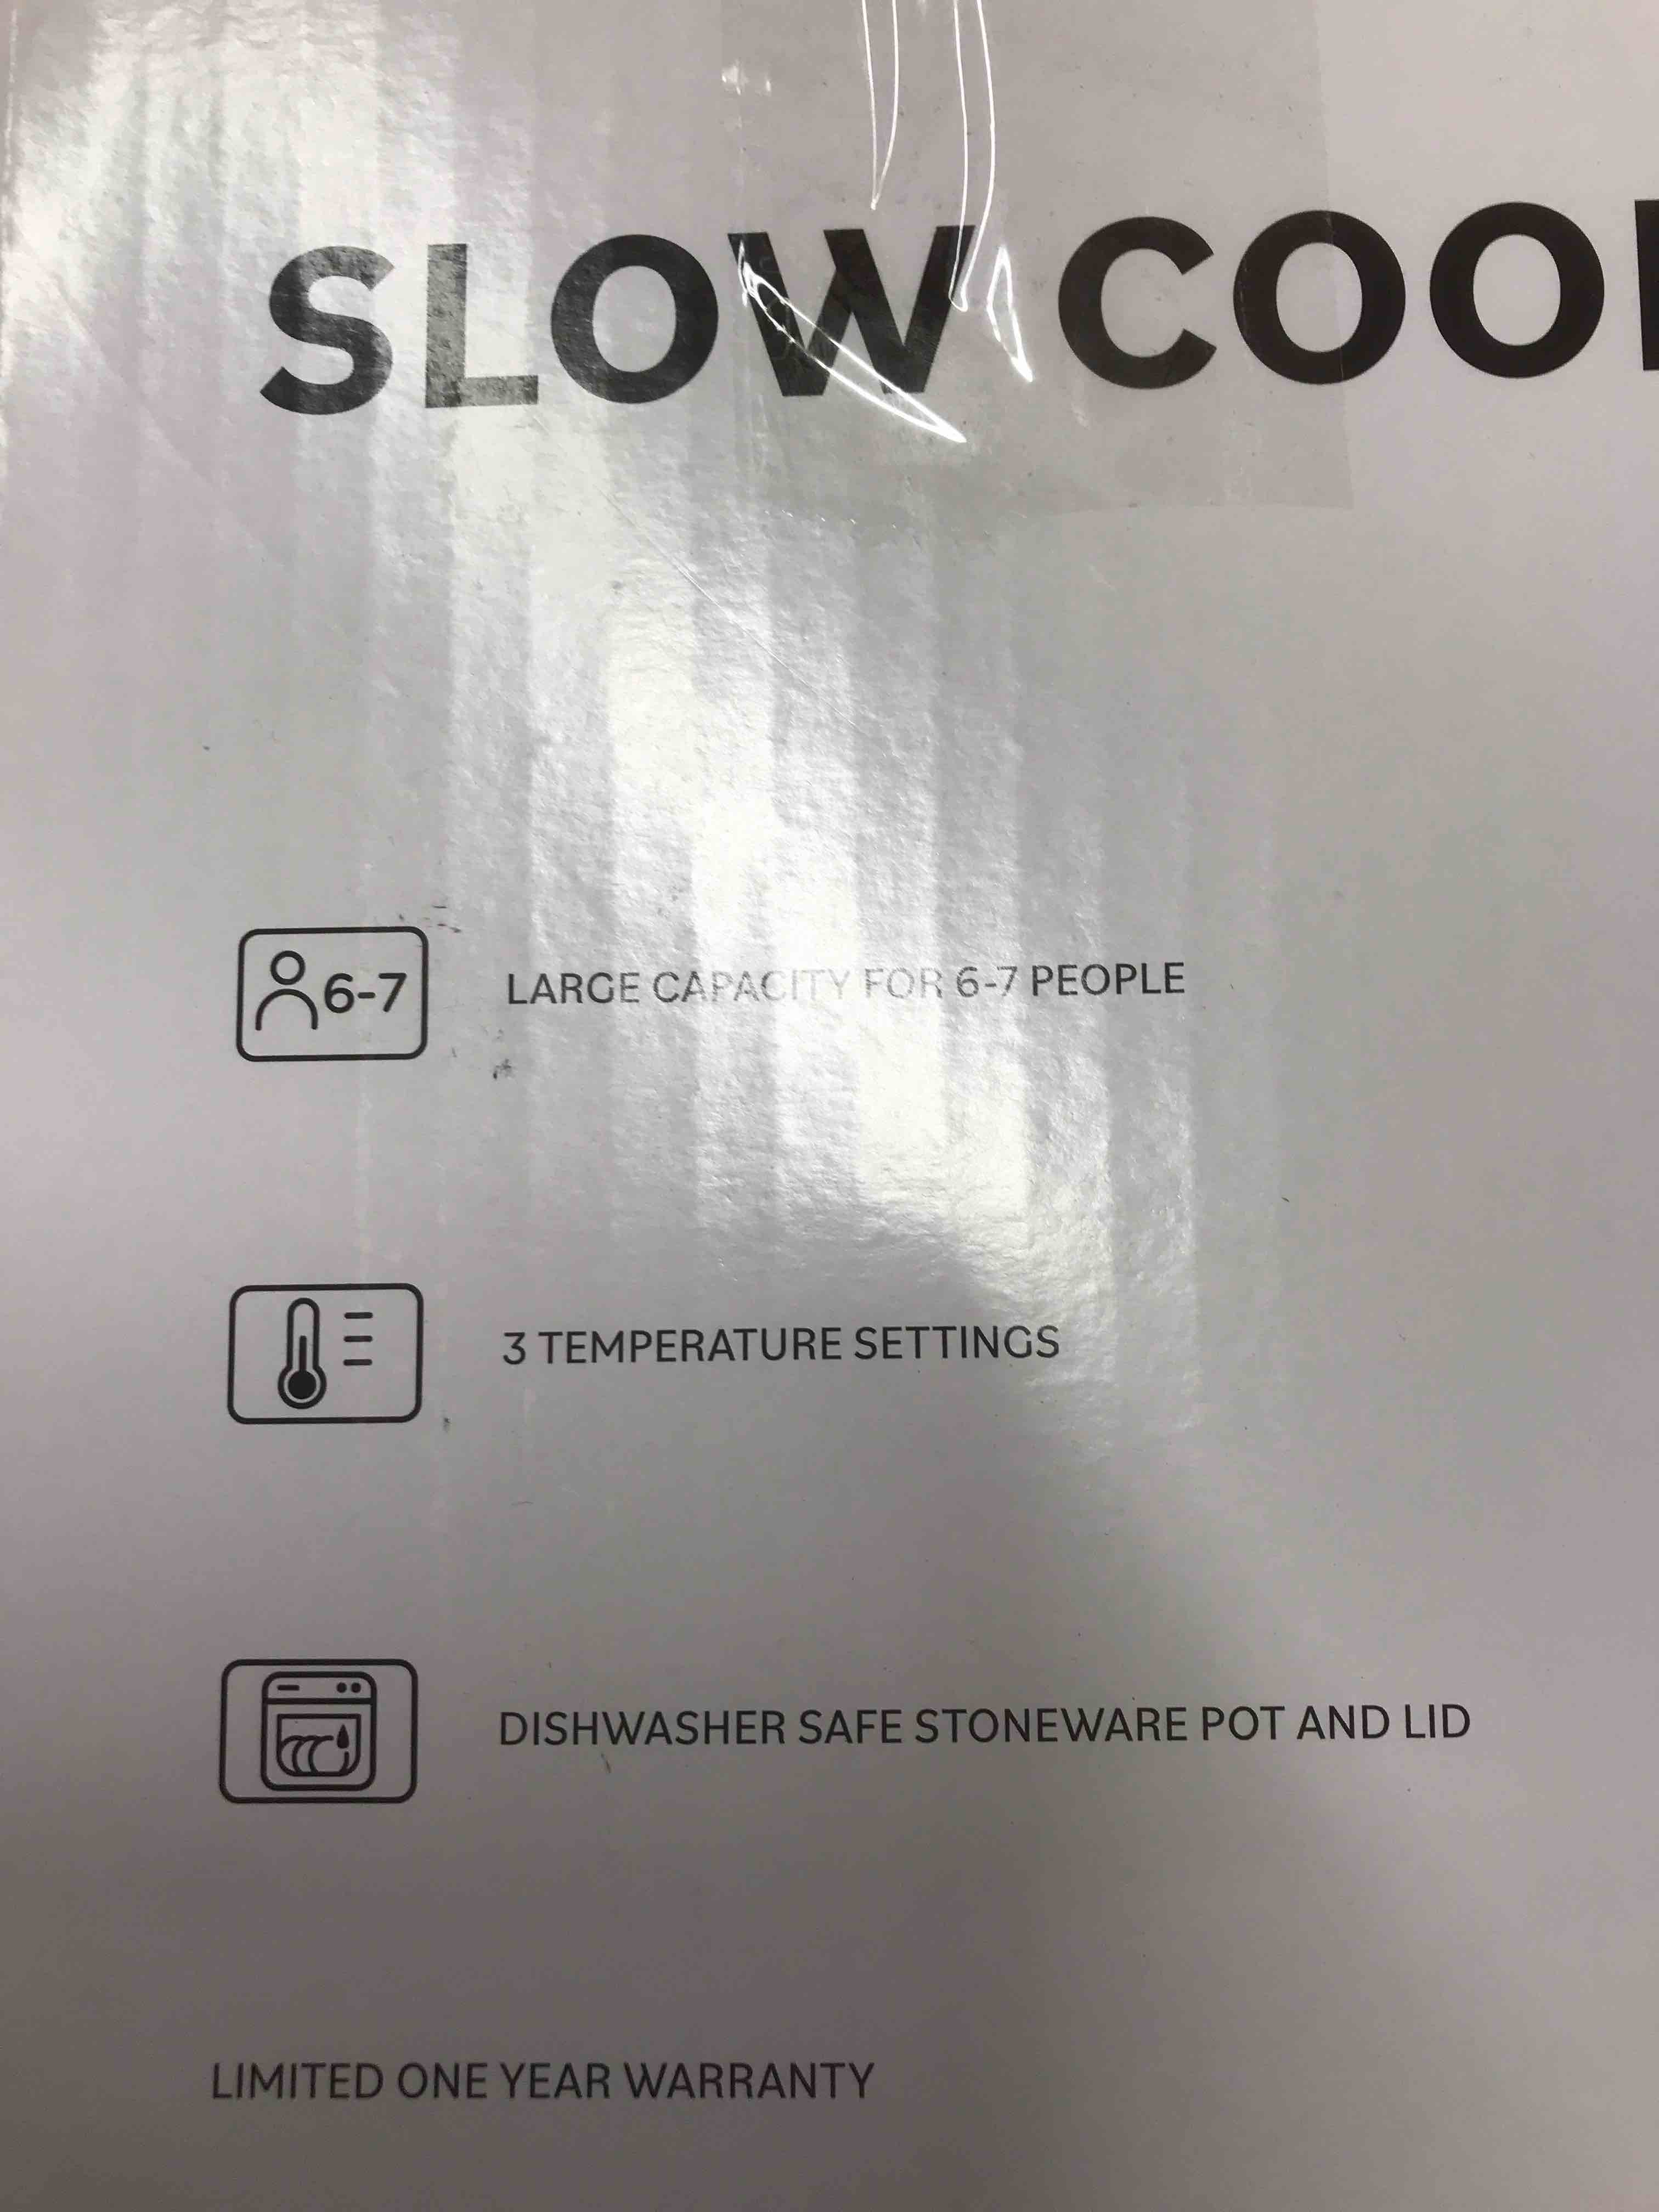 SLOW COO
6-7 LARGE CAPACITY FOR 6-7 PEOPLE
3 TEMPERATURE SETTINGS
DISHWASHER SAFE STONEWARE POT AND LID
LIMITED ONE YEAR WARRANTY